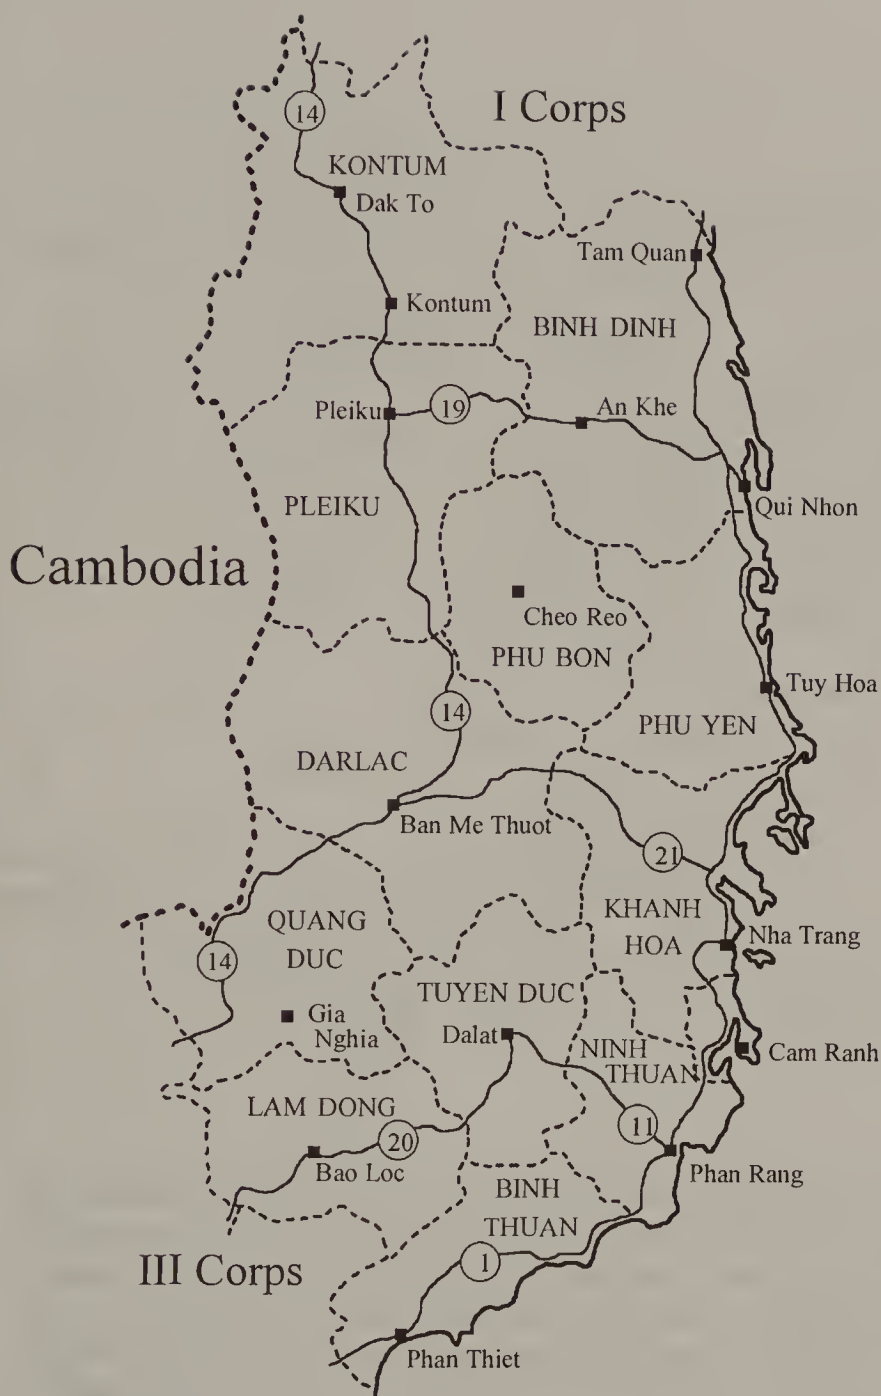 I Corps
14
KONTUM
Dak To
Tam Quan
Kontum
BINH DINH
Pleiku
19
An Khe
PLEIKU
Qui Nhon
Cambodia
Cheo Reo
PHU BON
Tuy Hoa
14
PHU YEN
DARLAC
Ban Me Thuot
21
QUANG
DUC
KHANH
HOA
Nha Trang
14
TUYEN DUC
Gia
Nghia
Dalat
NINH
THUAN
Cam Ranh
LAM DONG
20
11
Bao Loc
Phan Rang
BINH
THUAN
III Corps
1
Phan Thiet